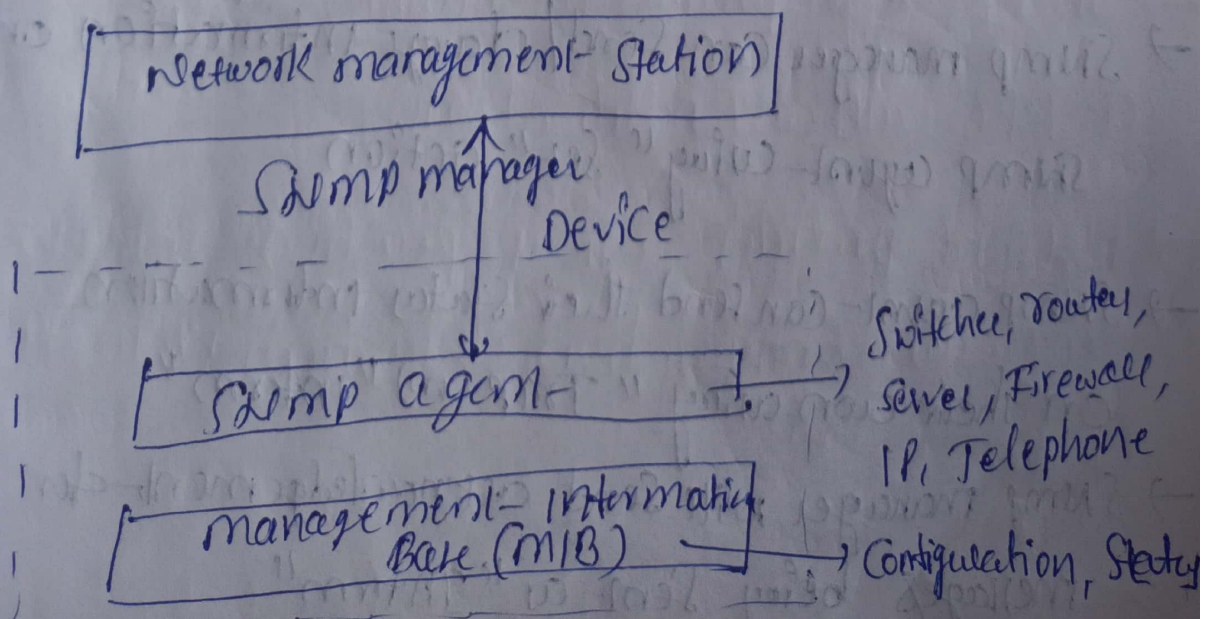 Network management Station
SNMP manager
Device
SNMP agent
Switches, routers,
server, Firewall,
IP, Telephone
management Information
Base (MIB)
Configuration, Status